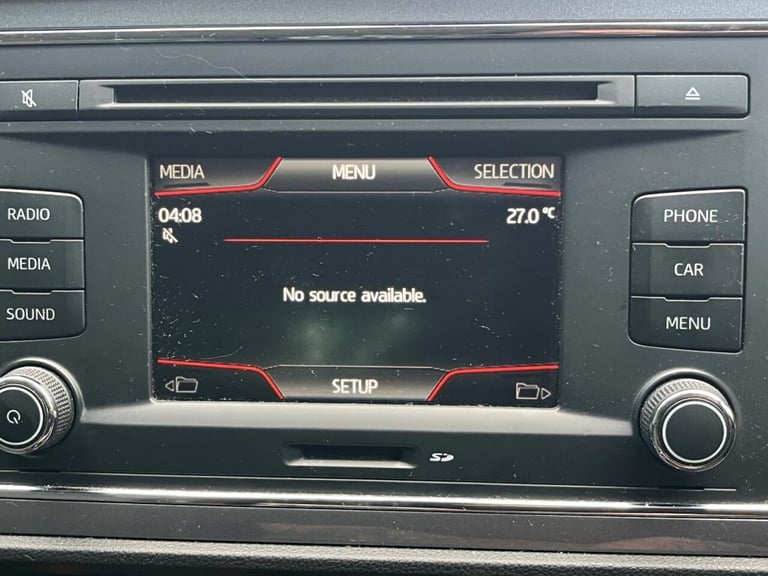 MEDIA MENU SELECTION
04:08 27.0 °C
RADIO
MEDIA
SOUND
No source available.
SETUP
PHONE
CAR
MENU
SD